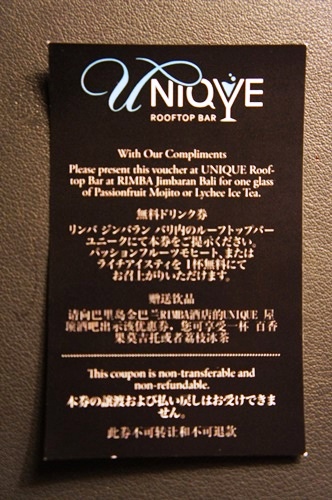 UNIQUE
ROOFTOP BAR
With Our Compliments
Please present this voucher at UNIQUE Roof-
top Bar at RIMBA Jimbaran Bali for one glass
of Passionfruit Mojito or Lychee Ice Tea.
無料ドリンク券
リンバ ジンバラン バリ内のルーフトップバー
ユニークにて本券をご提示ください。
パッションフルーツモヒート、または
ライチアイスティを1杯無料にて
お召上がりいただけます。
赠送饮品
请向巴里岛金巴兰RIMBA酒店的UNIQUE 屋
顶酒吧出示该优惠券，您可享受一杯 百香
果莫吉托或者荔枝冰茶
This coupon is non-transferable and
non-refundable.
本券の譲渡および払い戻しはお受けできま
せん。
此券不可转让和不可退款